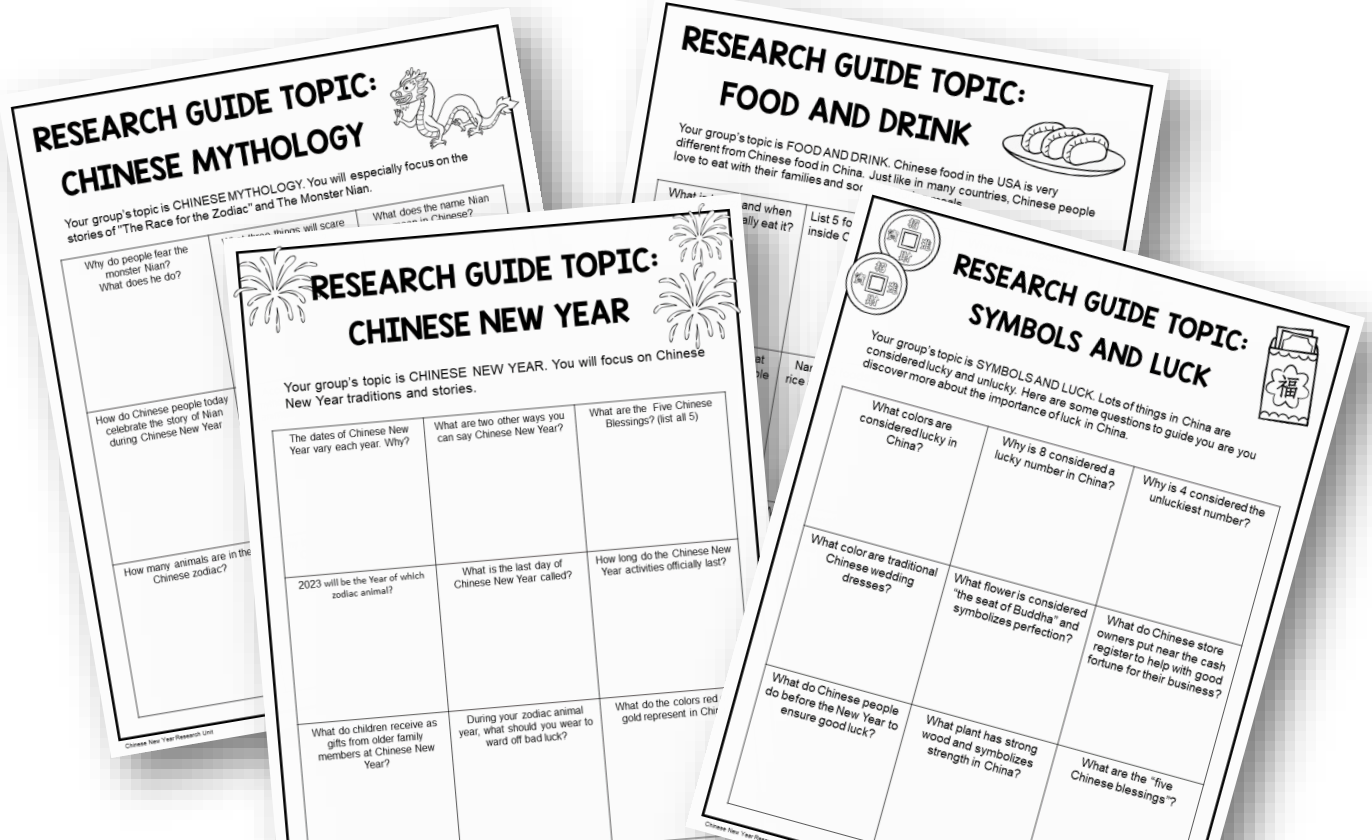 RESEARCH GUIDE TOPIC:
CHINESE MYTHOLOGY
Your group's topic is CHINESE MYTHOLOGY. You will especially focus on the
stories of "The Race for the Zodiac" and The Monster Nian.
Why do people fear the
monster Nian?
What does he do?
three things will scare
What does the name Nian
in Chinese?
How do Chinese people today
celebrate the story of Nian
during Chinese New Year
How many animals are in the
Chinese zodiac?
Chinese New Year Research Unit
RESEARCH GUIDE TOPIC:
FOOD AND DRINK
Your group's topic is FOOD AND DRINK. Chinese food in the USA is very
different from Chinese food in China. Just like in many countries, Chinese people
love to eat with their families and
What is
and when
eat it?
List 5
inside
rice
RESEARCH GUIDE TOPIC:
CHINESE NEW YEAR
Your group's topic is CHINESE NEW YEAR. You will focus on Chinese
New Year traditions and stories.
The dates of Chinese New
Year vary each year. Why?
What are two other ways you
can say Chinese New Year?
What are the Five Chinese
Blessings? (list all 5)
2023 will be the Year of which
zodiac animal?
What is the last day of
Chinese New Year called?
How long do the Chinese New
Year activities officially last?
What do children receive as
gifts from older family
members at Chinese New
Year?
During your zodiac animal
year, what should you wear to
ward off bad luck?
What do the colors red
gold represent in
RESEARCH GUIDE TOPIC:
SYMBOLS AND LUCK
福
Your group's topic is SYMBOLS AND LUCK. Lots of things in China are
considered lucky and unlucky. Here are some questions to guide you are you
discover more about the importance of luck in China.
What colors are
considered lucky in
China?
Why is 8 considered a
lucky number in China?
Why is 4 considered the
unluckiest number?
What color are traditional
Chinese wedding
dresses?
What flower is considered
"the seat of Buddha" and
symbolizes perfection?
What do Chinese store
owners put near the cash
register to help with good
fortune for their business?
What do Chinese people
do before the New Year to
ensure good luck?
What plant has strong
wood and symbolizes
strength in China?
What are the "five
Chinese blessings"?
Chinese New Year